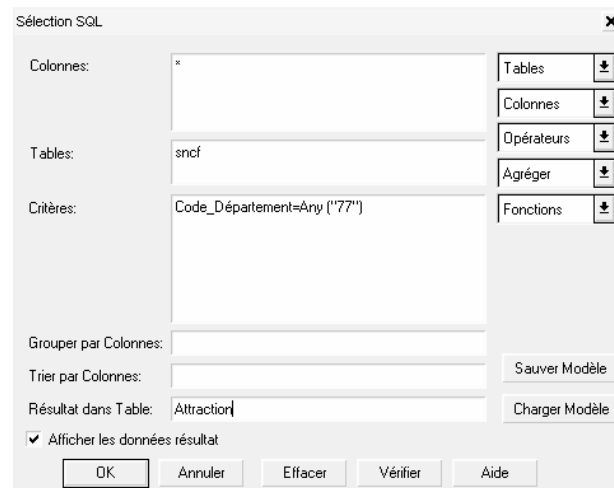 Sélection SQL
Colonnes: * Tables
Colonnes
Opérateurs
Tables: sncf
Agréger
Critères: Code_Département=Any ("77") Fonctions
Grouper par Colonnes:
Trier par Colonnes: Sauver Modèle
Résultat dans Table: Attraction Charger Modèle
Afficher les données résultat
OK Annuler Effacer Vérifier Aide